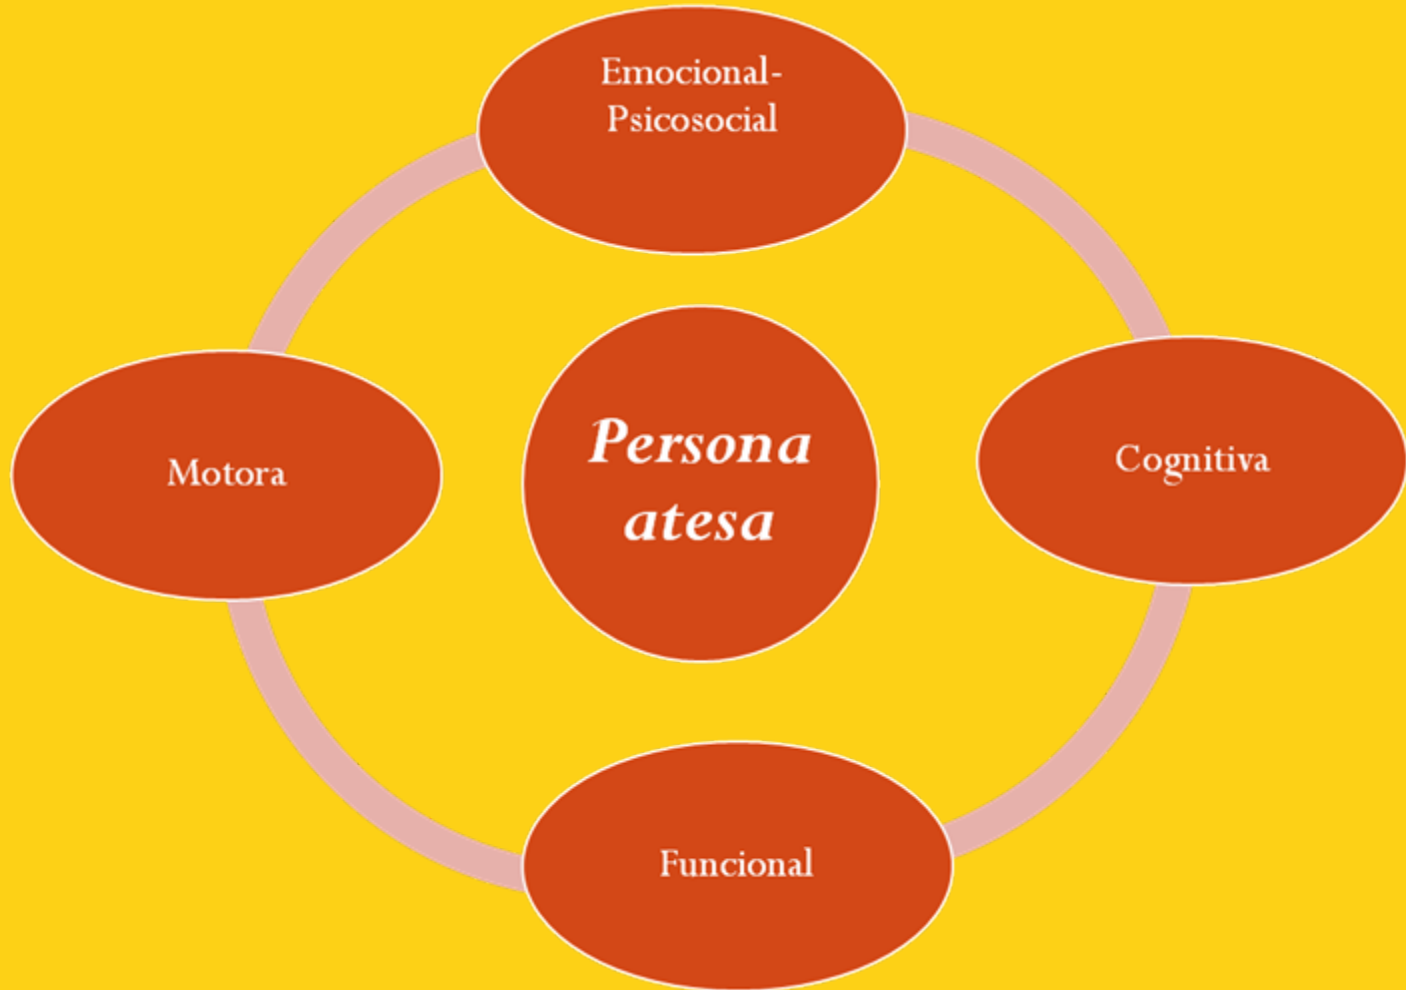 Emocional-
Psicosocial
Motora
Persona
atesa
Cognitiva
Funcional